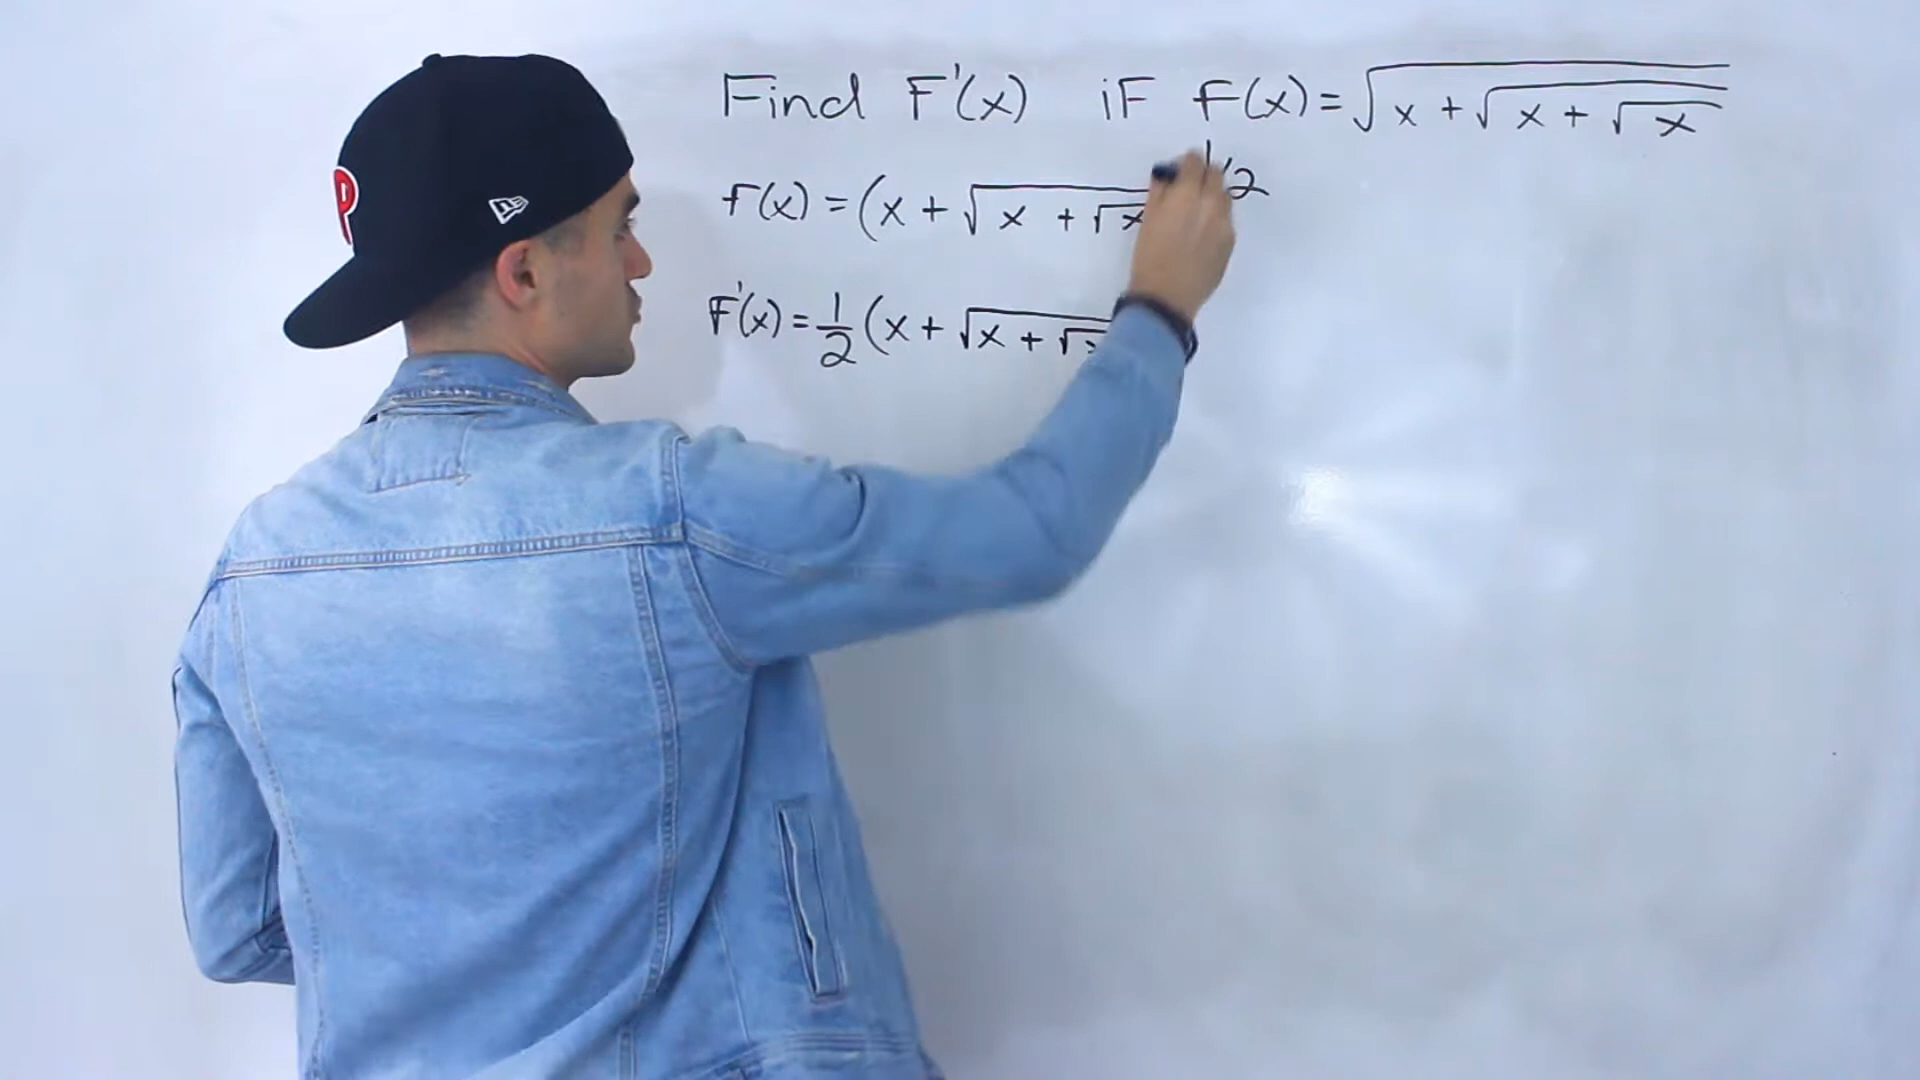 Find F'(x) iF f(x) = √(x + √(x + √x))
f(x) = (x + √(x + √x 1/2
F'(x) = 1/2 (x + √(x + √
P